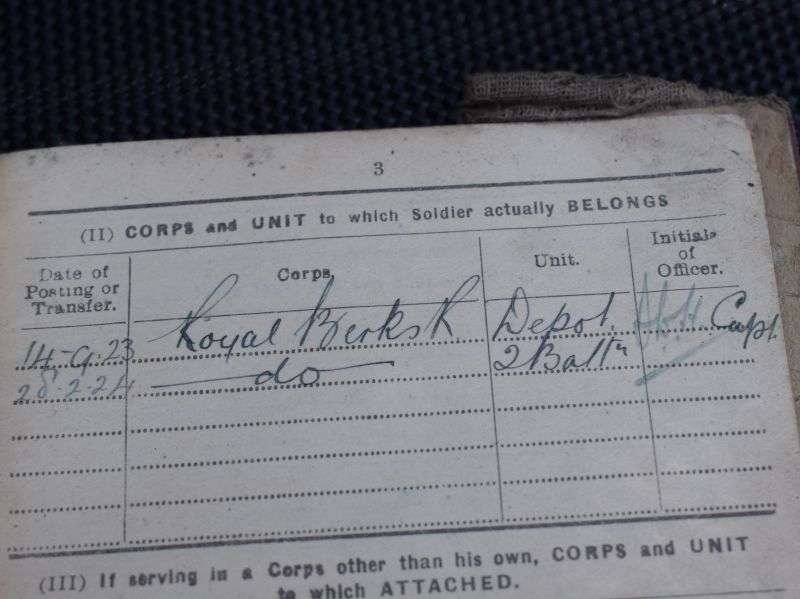 3
(II) CORPS and UNIT to which Soldier actually BELONGS
Date of Posting or Transfer. Corps. Unit. Initials of Officer.
14-9-23 Royal Berks R. Depot. Capt
28-2-24 do 2 Battn
(III) If serving in a Corps other than his own, CORPS and UNIT
to which ATTACHED.